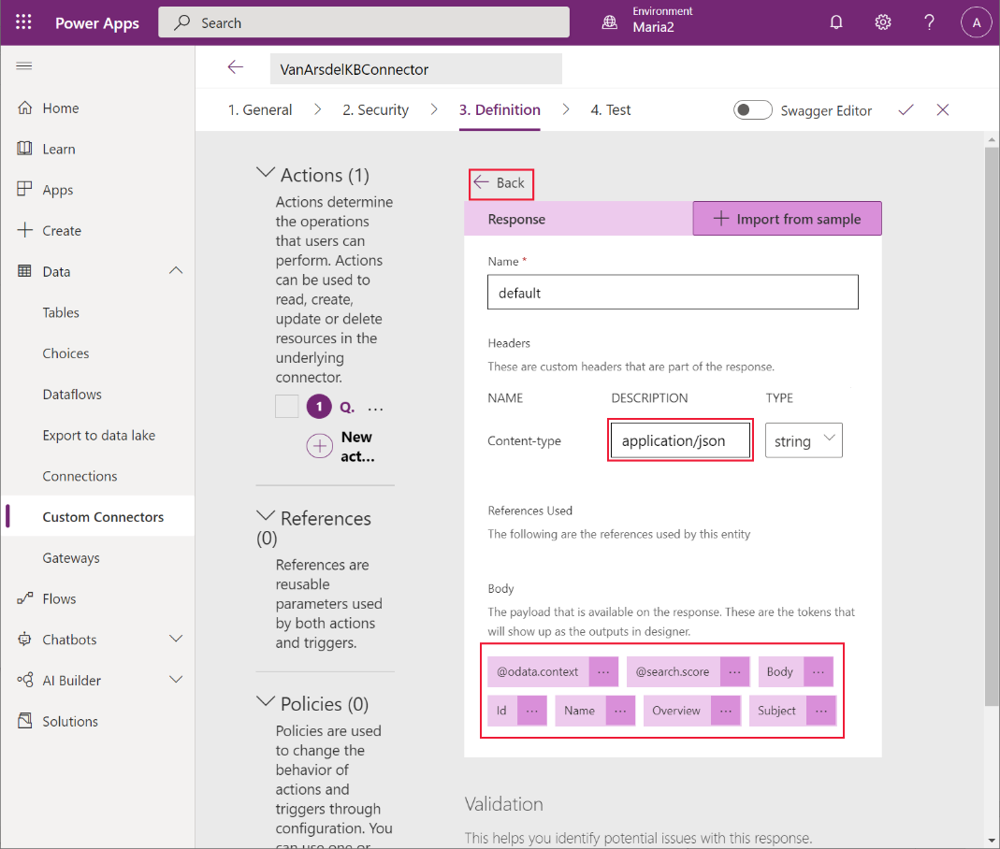 Power Apps
Search
Environment
Maria2
?
A
VanArsdelKBConnector
1. General
2. Security
3. Definition
4. Test
Swagger Editor
Home
Learn
Apps
Create
Data
Tables
Choices
Dataflows
Export to data lake
Connections
Custom Connectors
Gateways
Flows
Chatbots
AI Builder
Solutions
Actions (1)
Actions determine
the operations
that users can
perform. Actions
can be used to
read, create,
update or delete
resources in the
underlying
connector.
1 Q. ...
New
act...
References
(0)
References are
reusable
parameters used
by both actions
and triggers.
Policies (0)
Policies are used
to change the
behavior of
actions and
triggers through
configuration. You
can use one or
Back
Response
Import from sample
Name *
default
Headers
These are custom headers that are part of the response.
NAME DESCRIPTION TYPE
Content-type application/json string
References Used
The following are the references used by this entity
Body
The payload that is available on the response. These are the tokens that
will show up as the outputs in designer.
@odata.context ... @search.score ... Body ...
Id ... Name ... Overview ... Subject ...
Validation
This helps you identify potential issues with this response.